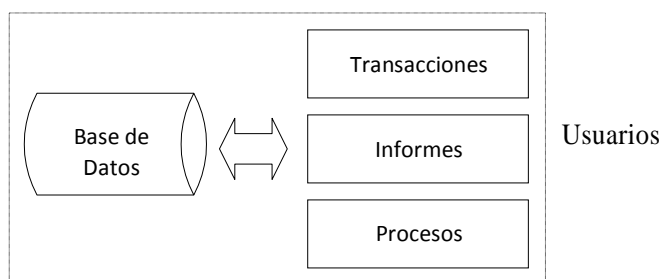 Base de
Datos
Transacciones
Informes
Procesos
Usuarios